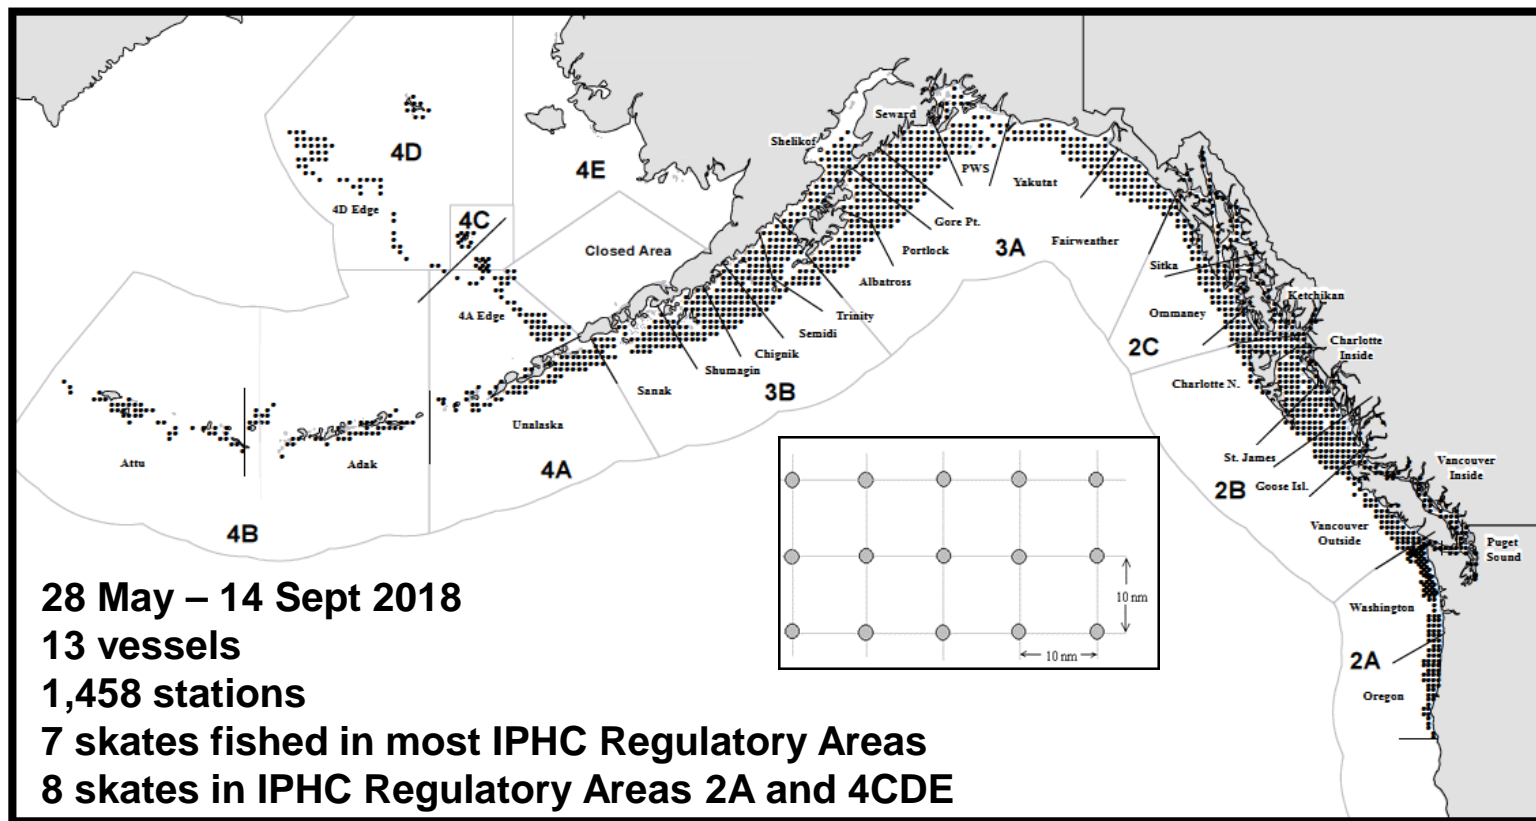 Seward
Shelikof
4D
4E
PWS
Yakutat
4D Edge
4C
Gore Pt.
Closed Area
Portlock
3A
Fairweather
Albatross
Sitka
Ketchikan
4A Edge
Trinity
Ommaney
Semidi
Charlotte
Inside
2C
Chignik
Shumagin
Charlotte N.
Sanak
3B
Unalaska
Attu
Adak
4A
St. James
Vancouver
Inside
2B
Goose Isl.
4B
Vancouver
Outside
Puget
Sound
28 May – 14 Sept 2018
13 vessels
1,458 stations
7 skates fished in most IPHC Regulatory Areas
8 skates in IPHC Regulatory Areas 2A and 4CDE
10 nm
10 nm
Washington
2A
Oregon